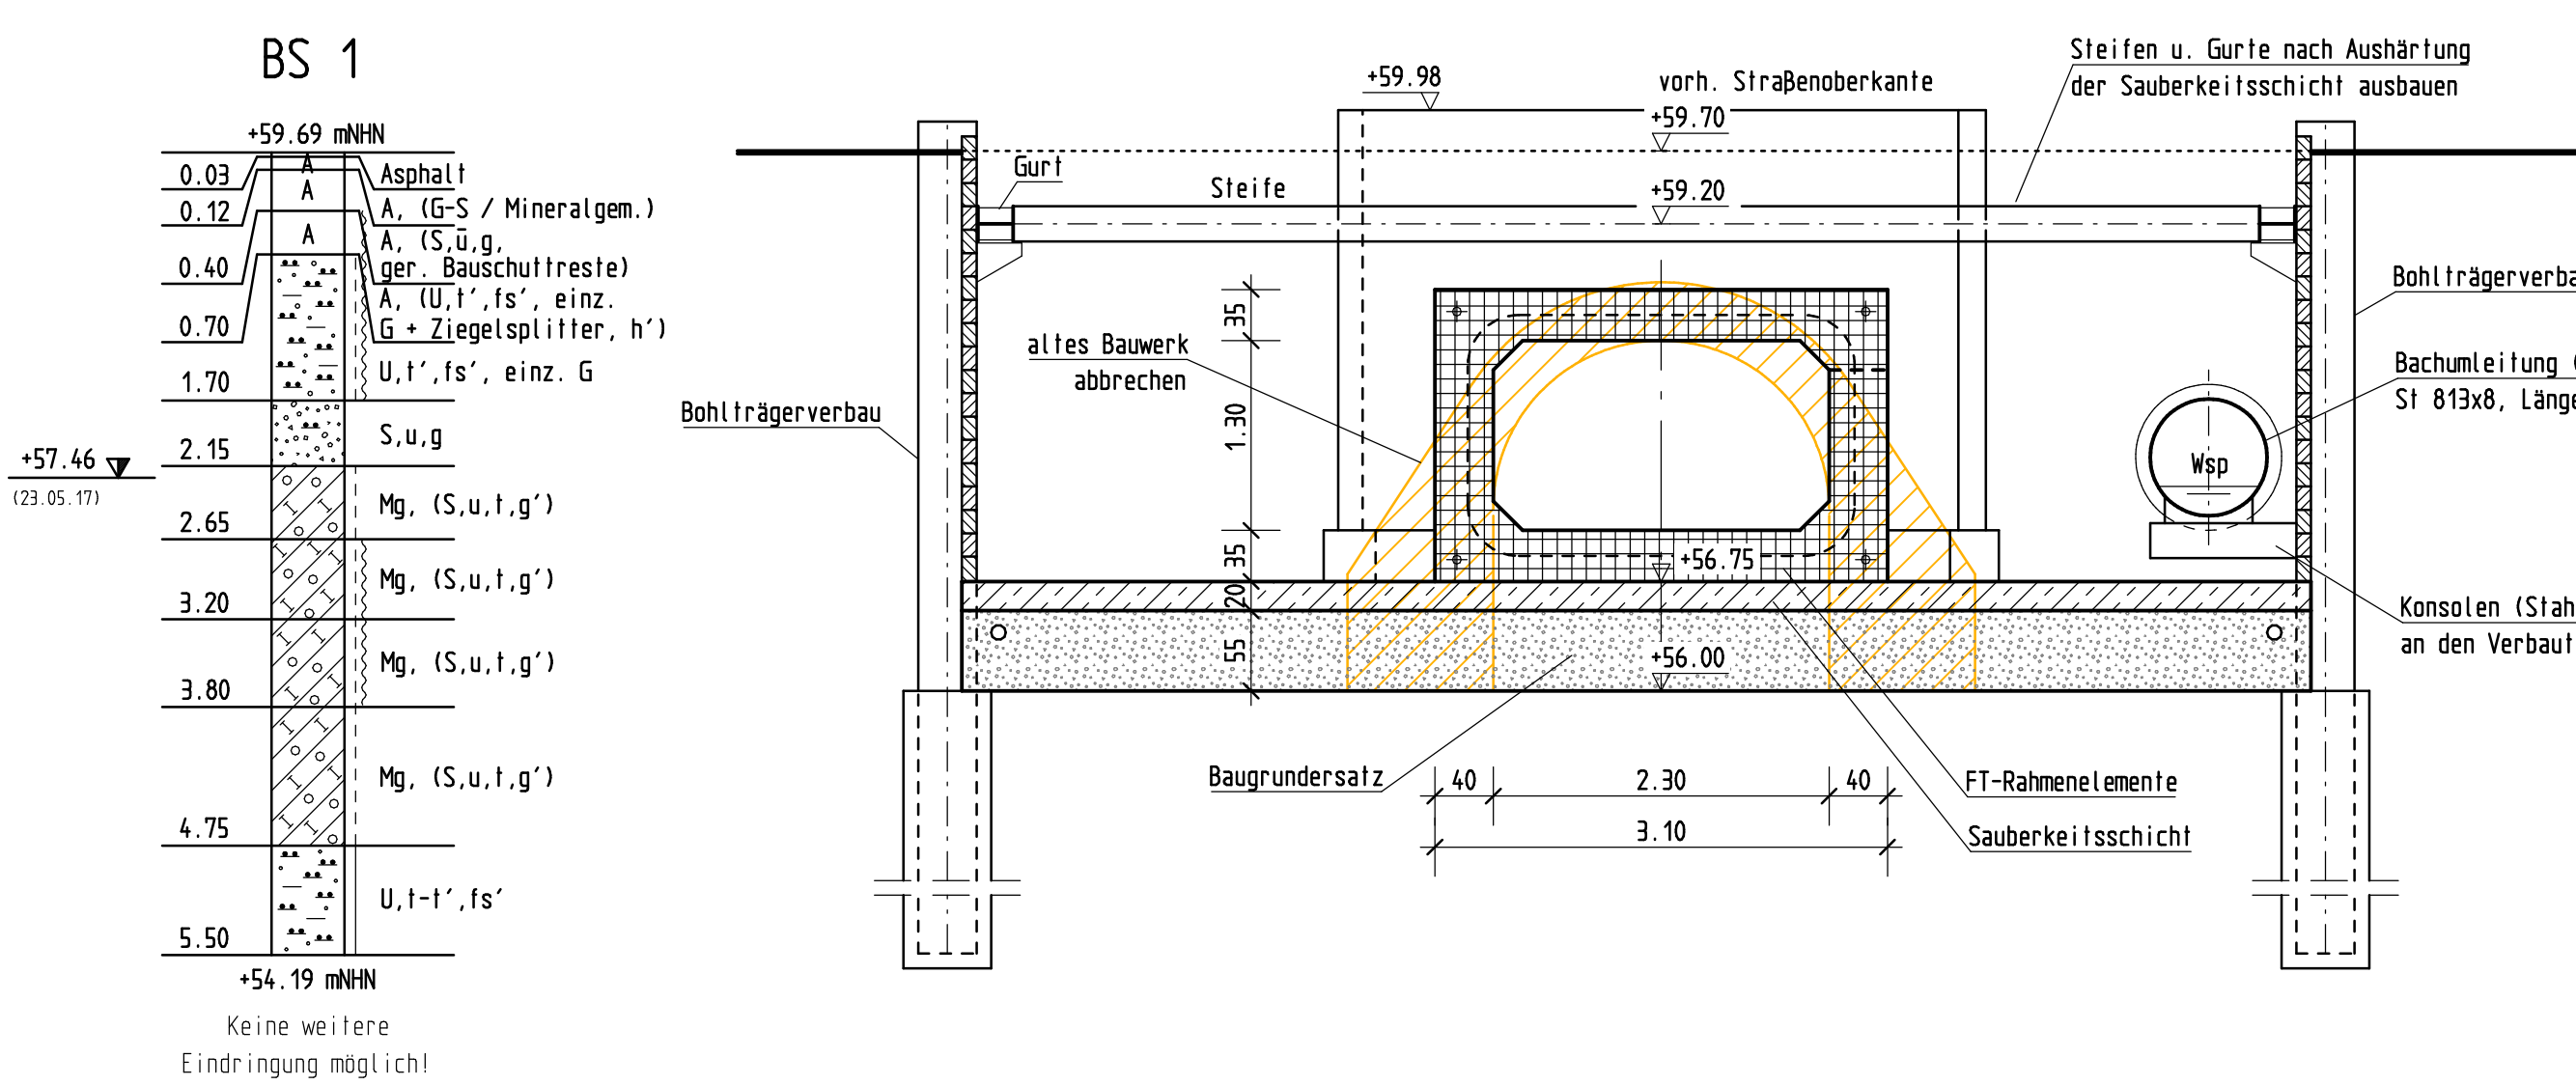 BS 1
+59.69 mNHN
0.03
A
Asphalt
0.12
A
A, (G-S / Mineralgem.)
0.40
A
A, (S,ū,g,
ger. Bauschuttreste)
0.70
A, (U,t',fs', einz.
G + Ziegelsplitter, h')
1.70
U,t',fs', einz. G
2.15
S,u,g
+57.46
(23.05.17)
2.65
Mg, (S,u,t,g')
3.20
Mg, (S,u,t,g')
3.80
Mg, (S,u,t,g')
4.75
Mg, (S,u,t,g')
5.50
U,t-t',fs'
+54.19 mNHN
Keine weitere
Eindringung möglich!
+59.98
vorh. Straßenoberkante
+59.70
Steifen u. Gurte nach Aushärtung
der Sauberkeitsschicht ausbauen
Gurt
Steife
+59.20
Bohlträgerverba
altes Bauwerk
abbrechen
Bohlträgerverbau
35
1.30
35
20
55
Bachumleitung (
St 813x8, Länge
Wsp
+56.75
+56.00
Konsolen (Stah
an den Verbaut
Baugrundersatz
40
2.30
40
3.10
FT-Rahmenelemente
Sauberkeitsschicht